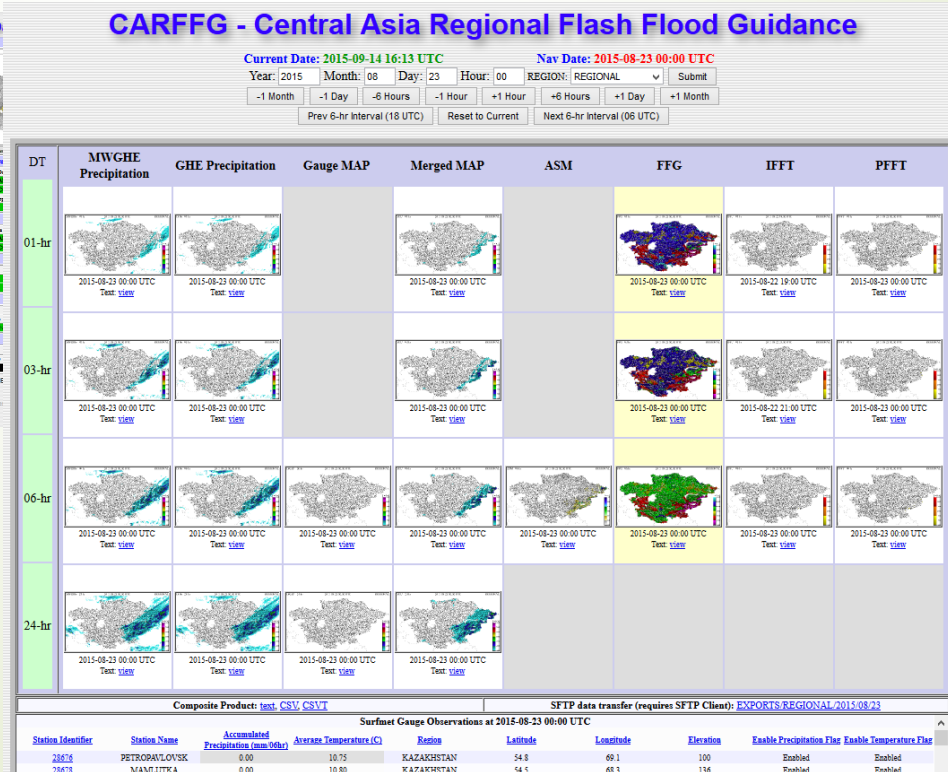 CARFFG - Central Asia Regional Flash Flood Guidance
Current Date: 2015-09-14 16:13 UTC Nav Date: 2015-08-23 00:00 UTC
Year: 2015 Month: 08 Day: 23 Hour: 00 REGION: REGIONAL Submit
-1 Month -1 Day -6 Hours -1 Hour +1 Hour +6 Hours +1 Day +1 Month
Prev 6-hr Interval (18 UTC) Reset to Current Next 6-hr Interval (06 UTC)
DT MWGHE Precipitation GHE Precipitation Gauge MAP Merged MAP ASM FFG IFFT PFFT
01-hr
2015-08-23 00:00 UTC 2015-08-23 00:00 UTC 2015-08-23 00:00 UTC 2015-08-23 00:00 UTC 2015-08-22 19:00 UTC 2015-08-23 00:00 UTC
Text: view Text: view Text: view Text: view Text: view Text: view
03-hr
2015-08-23 00:00 UTC 2015-08-23 00:00 UTC 2015-08-23 00:00 UTC 2015-08-23 00:00 UTC 2015-08-22 21:00 UTC 2015-08-23 00:00 UTC
Text: view Text: view Text: view Text: view Text: view Text: view
06-hr
2015-08-23 00:00 UTC 2015-08-23 00:00 UTC 2015-08-23 00:00 UTC 2015-08-23 00:00 UTC 2015-08-23 00:00 UTC 2015-08-23 00:00 UTC 2015-08-23 00:00 UTC 2015-08-23 00:00 UTC
Text: view Text: view Text: view Text: view Text: view Text: view Text: view Text: view
24-hr
2015-08-23 00:00 UTC 2015-08-23 00:00 UTC 2015-08-23 00:00 UTC 2015-08-23 00:00 UTC
Text: view Text: view Text: view Text: view
Composite Product: text, CSV, CSVT SFTP data transfer (requires SFTP Client): EXPORTS/REGIONAL/2015/08/23
Surfmet Gauge Observations at 2015-08-23 00:00 UTC
Station Identifier Station Name Accumulated Precipitation (mm/06hr) Average Temperature (C) Region Latitude Longitude Elevation Enable Precipitation Flag Enable Temperature Flag
28676 PETROPAVLOVSK 0.00 10.75 KAZAKHSTAN 54.8 69.1 100 Enabled Enabled
28678 MAMLUTKA 0.00 10.80 KAZAKHSTAN 54.5 68.3 136 Enabled Enabled